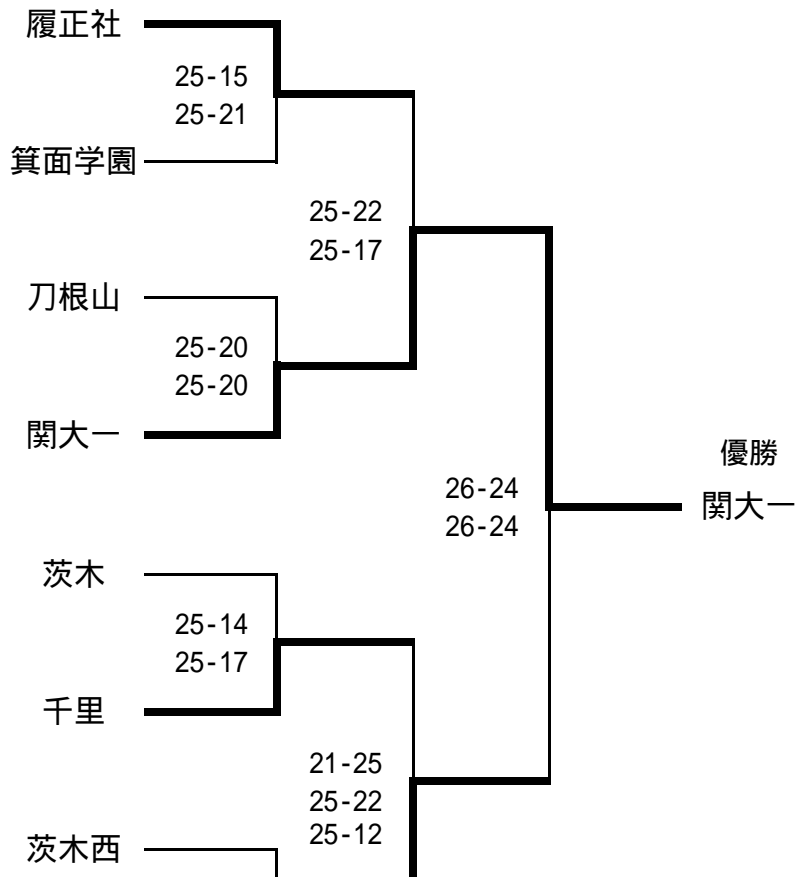 履正社
25-15
25-21
箕面学園
25-22
25-17
刀根山
25-20
25-20
関大一
優勝
関大一
26-24
26-24
茨木
25-14
25-17
千里
21-25
25-22
25-12
茨木西